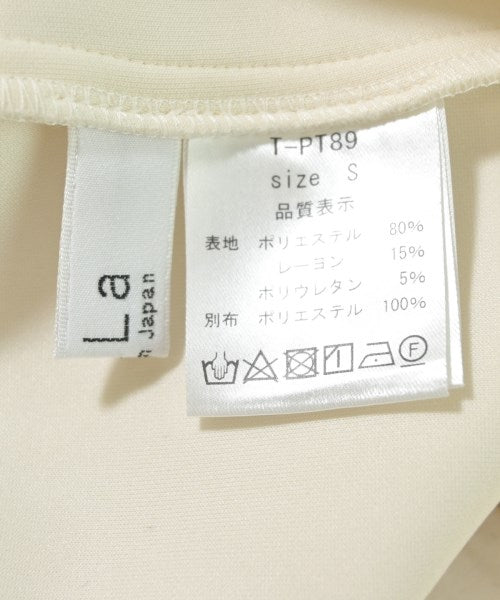 T-PT89
size S
品質表示
表地 ポリエステル 80%
レーヨン 15%
ポリウレタン 5%
別布 ポリエステル 100%
F
La
Japan